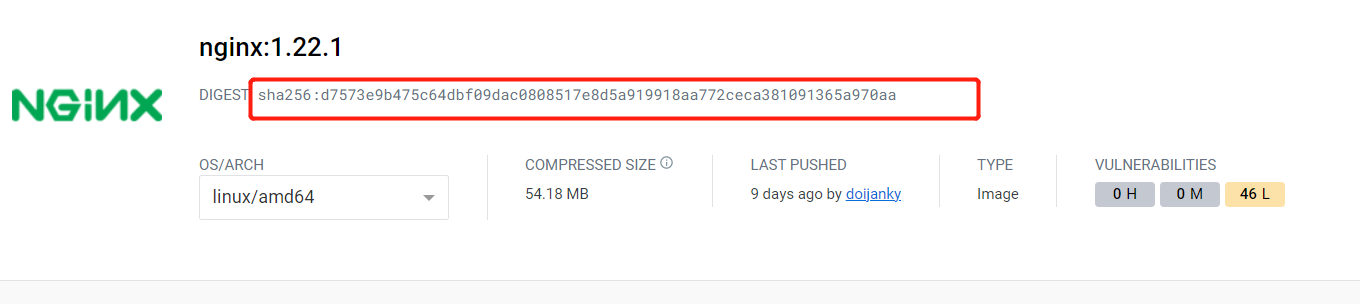 nginx:1.22.1
NGINX
DIGEST sha256:d7573e9b475c64dbf09dac0808517e8d5a919918aa772ceca381091365a970aa
OS/ARCH
linux/amd64
COMPRESSED SIZE
54.18 MB
LAST PUSHED
9 days ago by doijanky
TYPE
Image
VULNERABILITIES
0 H 0 M 46 L